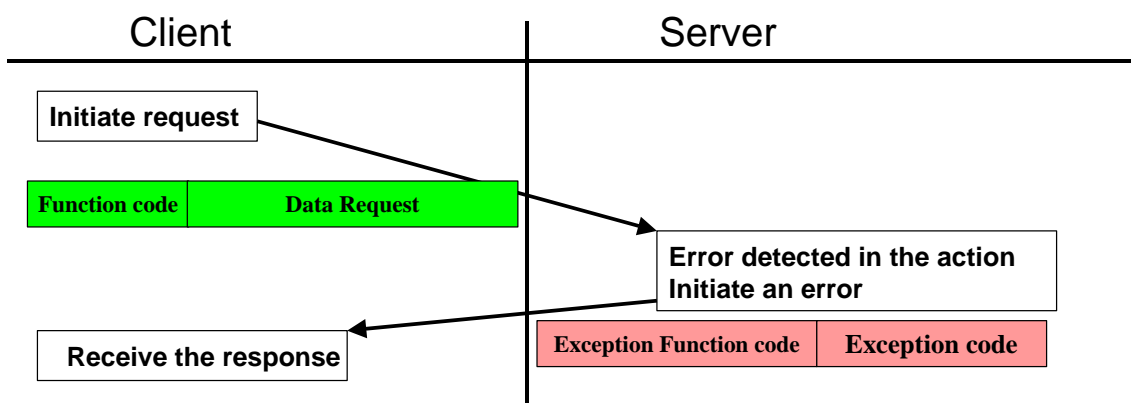 Client
Server
Initiate request
Function code
Data Request
Error detected in the action
Initiate an error
Receive the response
Exception Function code
Exception code